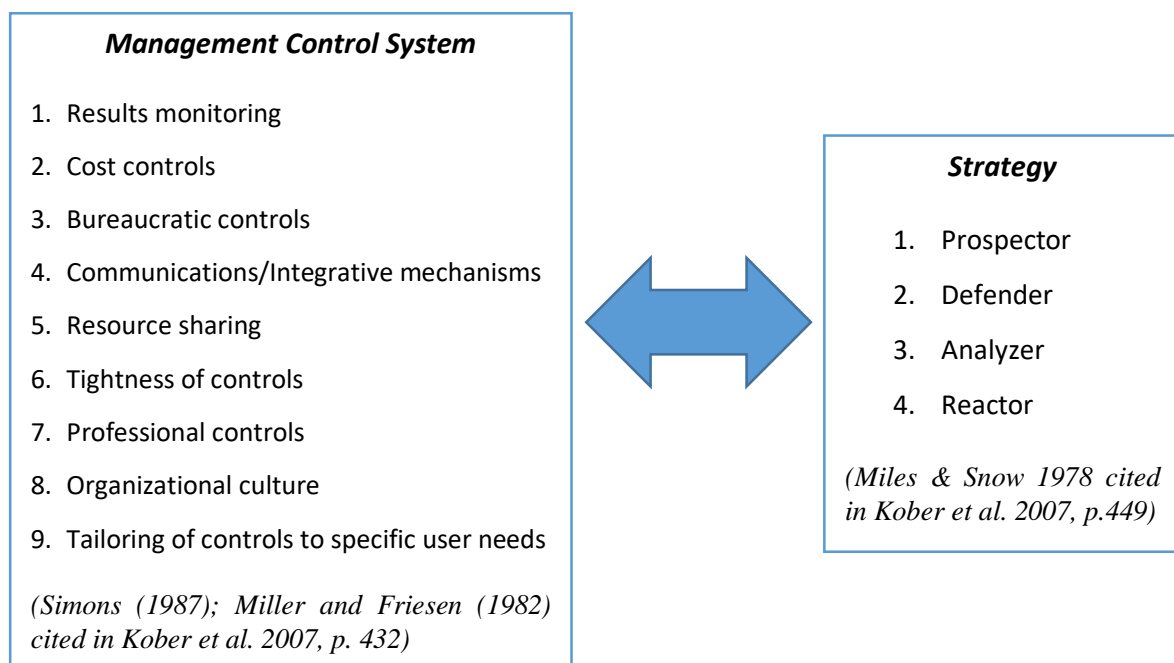 Management Control System
1. Results monitoring
2. Cost controls
3. Bureaucratic controls
4. Communications/Integrative mechanisms
5. Resource sharing
6. Tightness of controls
7. Professional controls
8. Organizational culture
9. Tailoring of controls to specific user needs
(Simons (1987); Miller and Friesen (1982)
cited in Kober et al. 2007, p. 432)
Strategy
1. Prospector
2. Defender
3. Analyzer
4. Reactor
(Miles & Snow 1978 cited
in Kober et al. 2007, p.449)